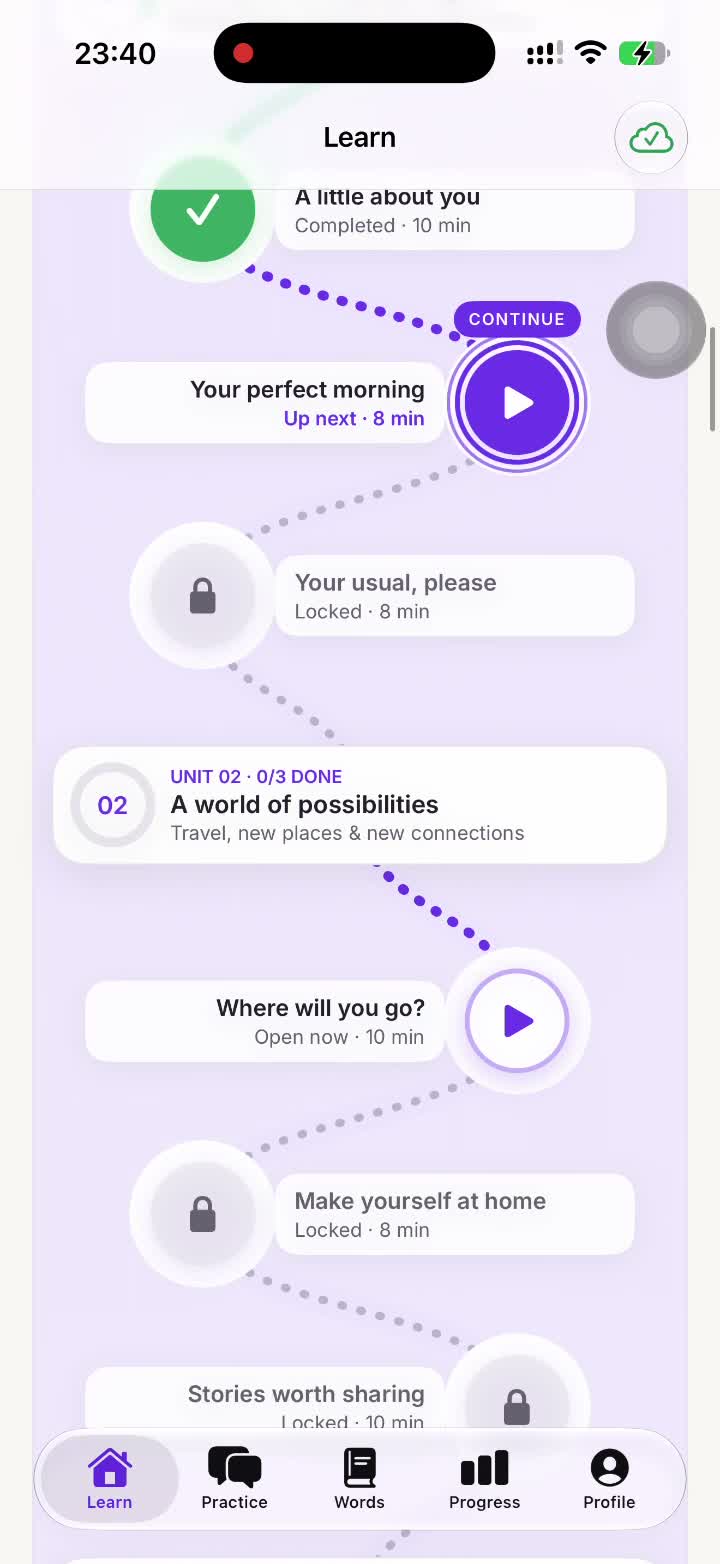 23:40
Learn
A little about you
Completed · 10 min
CONTINUE
Your perfect morning
Up next · 8 min
Your usual, please
Locked · 8 min
UNIT 02 · 0/3 DONE
02
A world of possibilities
Travel, new places & new connections
Where will you go?
Open now · 10 min
Make yourself at home
Locked · 8 min
Stories worth sharing
Locked · 10 min
Learn
Practice
Words
Progress
Profile